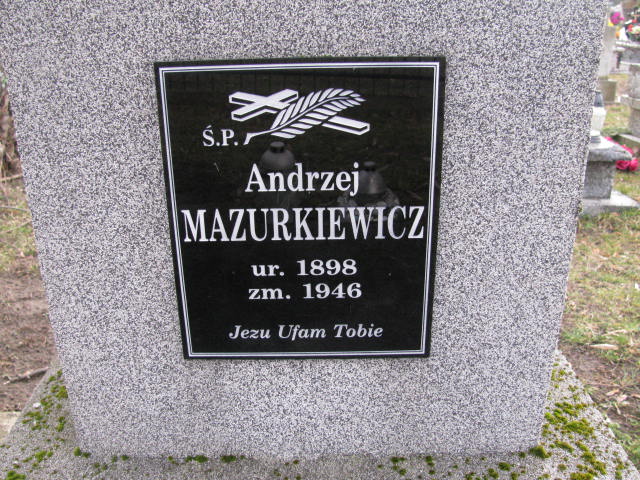 Ś.P.
Andrzej
MAZURKIEWICZ
ur. 1898
zm. 1946
Jezu Ufam Tobie